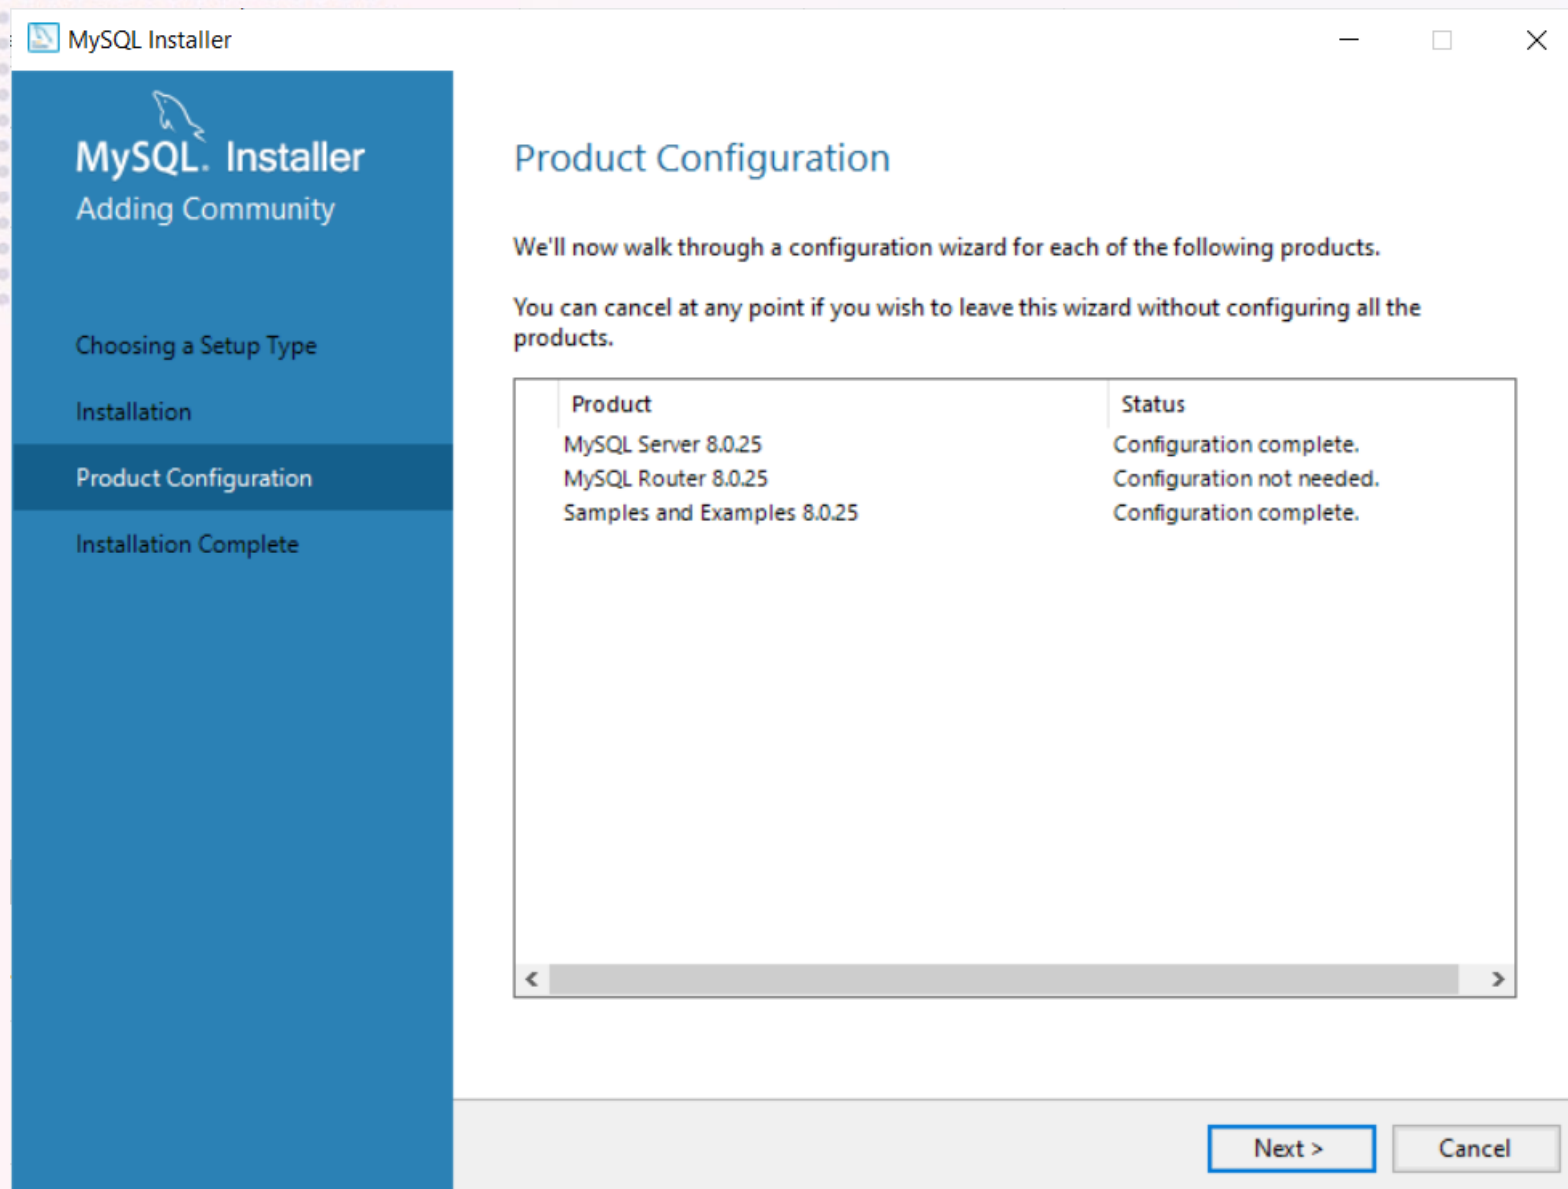 MySQL Installer
MySQL. Installer
Adding Community
Choosing a Setup Type
Installation
Product Configuration
Installation Complete
Product Configuration
We'll now walk through a configuration wizard for each of the following products.
You can cancel at any point if you wish to leave this wizard without configuring all the
products.
Product Status
MySQL Server 8.0.25 Configuration complete.
MySQL Router 8.0.25 Configuration not needed.
Samples and Examples 8.0.25 Configuration complete.
Next > Cancel